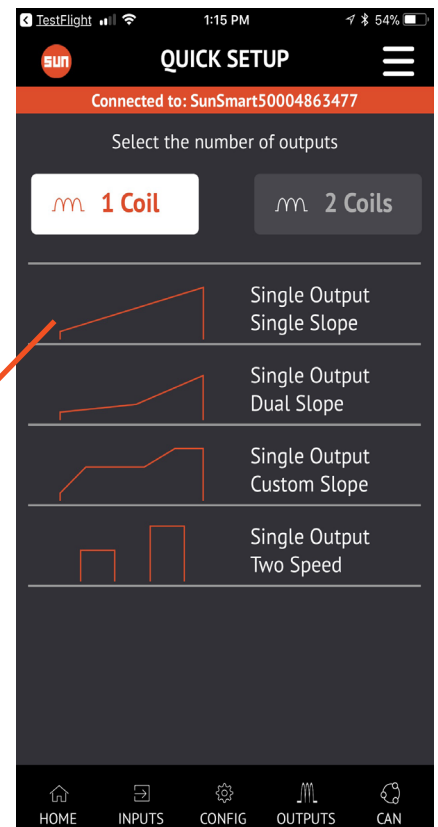 TestFlight 1:15 PM 54%
sun QUICK SETUP
Connected to: SunSmart50004863477
Select the number of outputs
1 Coil 2 Coils
Single Output
Single Slope
Single Output
Dual Slope
Single Output
Custom Slope
Single Output
Two Speed
HOME INPUTS CONFIG OUTPUTS CAN